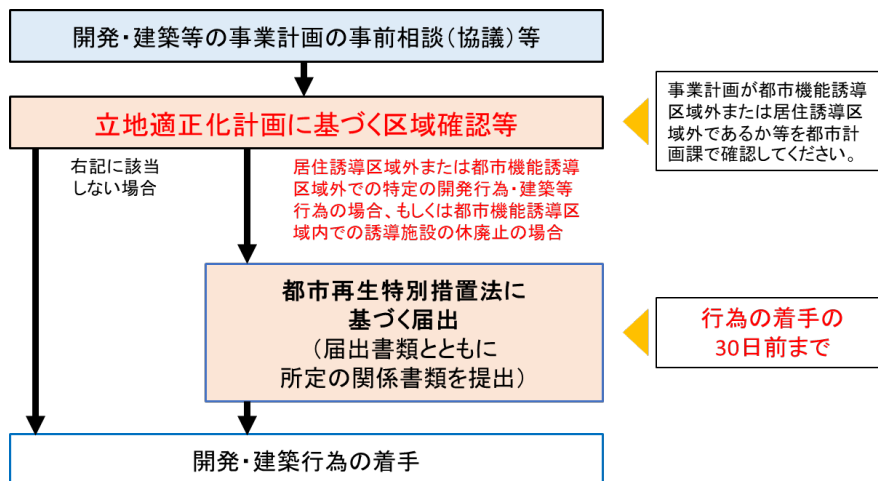 開発・建築等の事業計画の事前相談（協議）等
立地適正化計画に基づく区域確認等
事業計画が都市機能誘導
区域外または居住誘導区
域外であるか等を都市計
画課で確認してください。
右記に該当
しない場合
居住誘導区域外または都市機能誘導
区域外での特定の開発行為・建築等
行為の場合、もしくは都市機能誘導区
域内での誘導施設の休廃止の場合
都市再生特別措置法に
基づく届出
（届出書類とともに
所定の関係書類を提出）
行為の着手の
30日前まで
開発・建築行為の着手